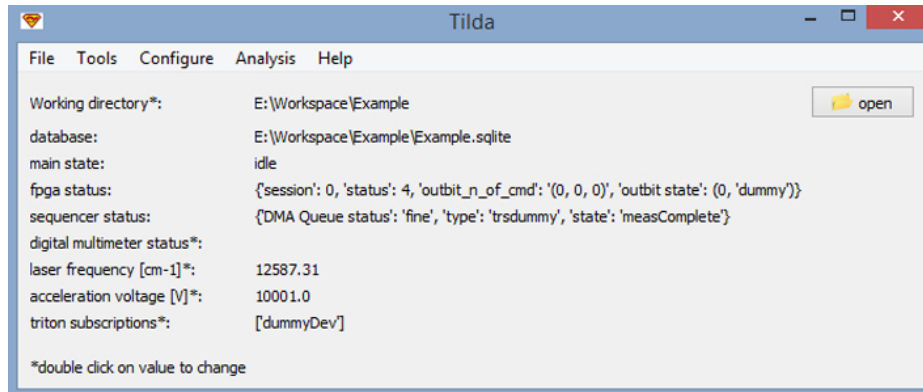 Tilda
File Tools Configure Analysis Help
Working directory*: E:\Workspace\Example open
database: E:\Workspace\Example\Example.sqlite
main state: idle
fpga status: {'session': 0, 'status': 4, 'outbit_n_of_cmd': '(0, 0, 0)', 'outbit state': (0, 'dummy')}
sequencer status: {'DMA Queue status': 'fine', 'type': 'trsdummy', 'state': 'measComplete'}
digital multimeter status*:
laser frequency [cm-1]*: 12587.31
acceleration voltage [V]*: 10001.0
triton subscriptions*: ['dummyDev']
*double click on value to change